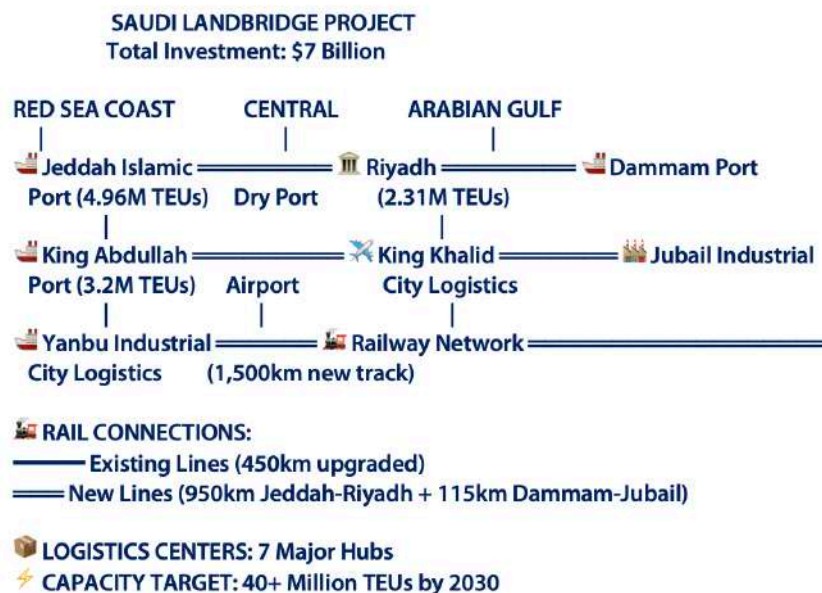 SAUDI LANDBRIDGE PROJECT
Total Investment: $7 Billion
RED SEA COAST CENTRAL ARABIAN GULF
Jeddah Islamic Riyadh Dammam Port
Port (4.96M TEUs) Dry Port (2.31M TEUs)
King Abdullah King Khalid Jubail Industrial
Port (3.2M TEUs) Airport City Logistics
Yanbu Industrial Railway Network
City Logistics (1,500km new track)
RAIL CONNECTIONS:
Existing Lines (450km upgraded)
New Lines (950km Jeddah-Riyadh + 115km Dammam-Jubail)
LOGISTICS CENTERS: 7 Major Hubs
CAPACITY TARGET: 40+ Million TEUs by 2030